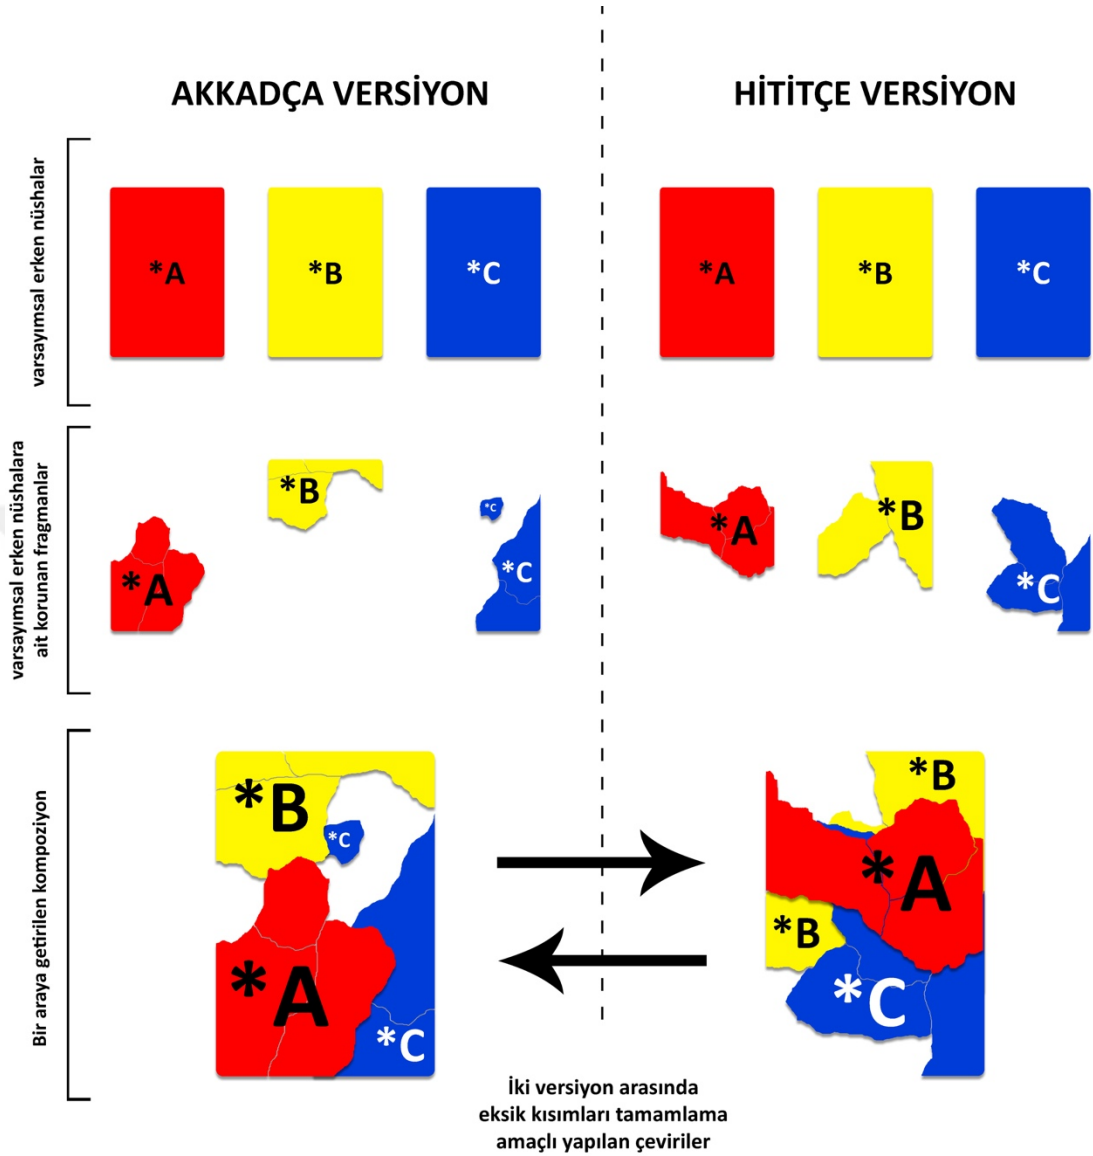 AKKADÇA VERSİYON
HİTİTÇE VERSİYON
varsayımsal erken nüshalar
*A
*B
*C
*A
*B
*C
varsayımsal erken nüshalara
ait korunan fragmanlar
*A
*B
*C
*C
*A
*B
*C
Bir araya getirilen kompoziyon
*B
*C
*A
*C
*B
*A
*B
*C
İki versiyon arasında
eksik kısımları tamamlama
amaçlı yapılan çeviriler